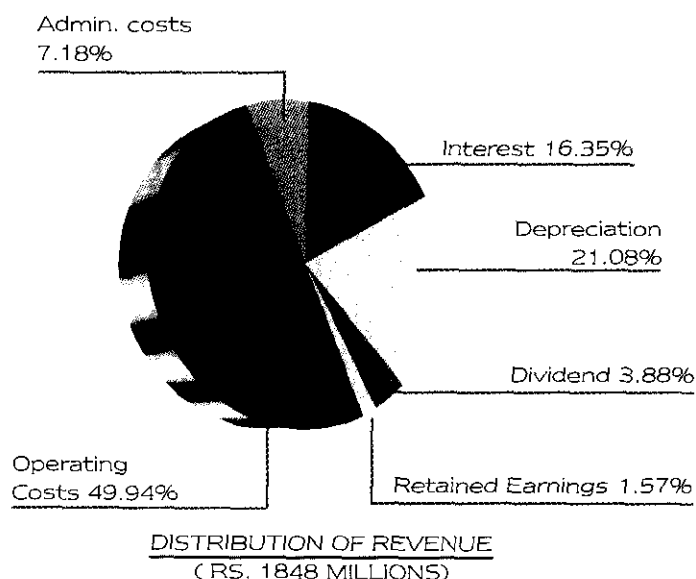 Admin. costs
7.18%
Interest 16.35%
Depreciation
21.08%
Dividend 3.88%
Retained Earnings 1.57%
Operating
Costs 49.94%
DISTRIBUTION OF REVENUE
(RS. 1848 MILLIONS)